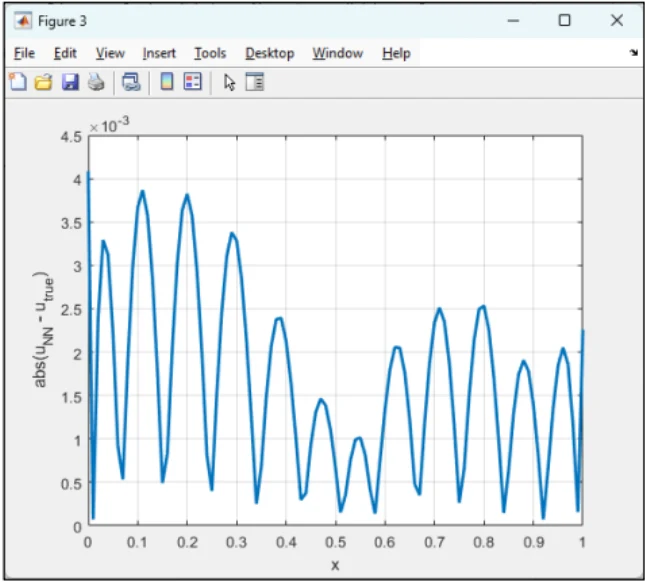 Figure 3
File Edit View Insert Tools Desktop Window Help
×10-3
4.5
4
3.5
3
2.5
2
1.5
1
0.5
0
abs(uNN - utrue)
0 0.1 0.2 0.3 0.4 0.5 0.6 0.7 0.8 0.9 1
x